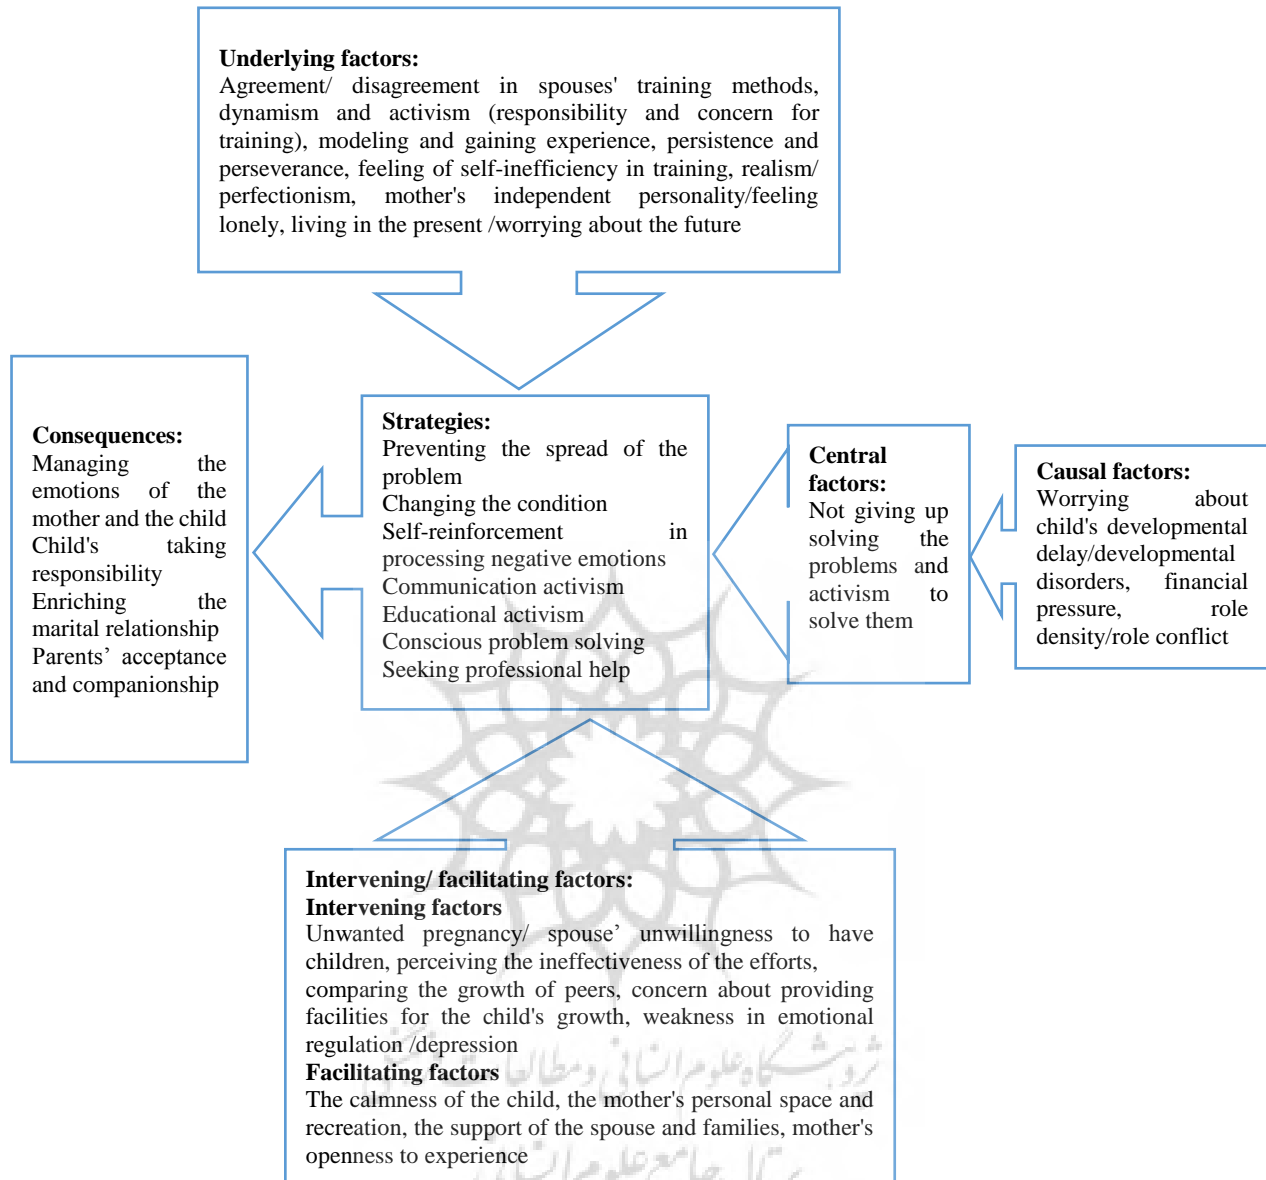 Underlying factors:
Agreement/ disagreement in spouses' training methods,
dynamism and activism (responsibility and concern for
training), modeling and gaining experience, persistence and
perseverance, feeling of self-inefficiency in training, realism/
perfectionism, mother's independent personality/feeling
lonely, living in the present /worrying about the future
Consequences:
Managing the
emotions of the
mother and the child
Child's taking
responsibility
Enriching the
marital relationship
Parents’ acceptance
and companionship
Strategies:
Preventing the spread of the
problem
Changing the condition
Self-reinforcement in
processing negative emotions
Communication activism
Educational activism
Conscious problem solving
Seeking professional help
Central
factors:
Not giving up
solving the
problems and
activism to
solve them
Causal factors:
Worrying about
child's developmental
delay/developmental
disorders, financial
pressure, role
density/role conflict
Intervening/ facilitating factors:
Intervening factors
Unwanted pregnancy/ spouse’ unwillingness to have
children, perceiving the ineffectiveness of the efforts,
comparing the growth of peers, concern about providing
facilities for the child's growth, weakness in emotional
regulation /depression
Facilitating factors
The calmness of the child, the mother's personal space and
recreation, the support of the spouse and families, mother's
openness to experience
پژوهشگاه علوم انسانی و مطالعات فرهنگی
پرتال جامع علوم انسانی